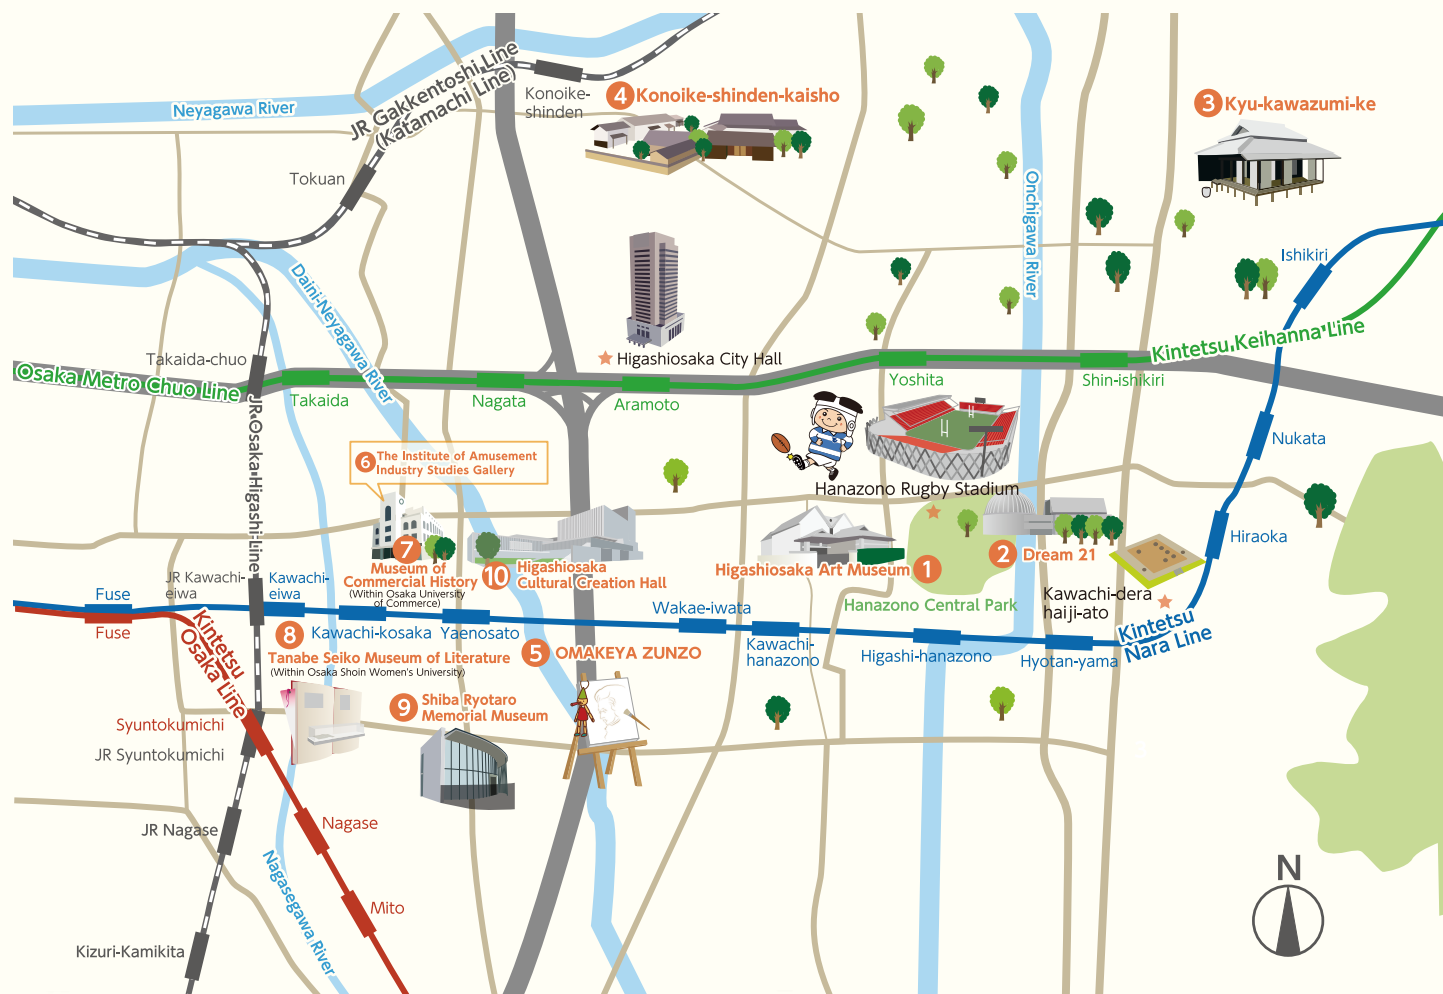 Neyagawa River
JR Gakkentoshi Line
(Katamachi Line)
Konoike-
shinden
4 Konoike-shinden-kaisho
3 Kyu-kawazumi-ke
Tokuan
Onchigawa River
Ishikiri
Daini-Neyagawa River
Takaida-chuo
Higashiosaka City Hall
Kintetsu Keihanna Line
Osaka Metro Chuo Line
Takaida
Nagata
Aramoto
Yoshita
Shin-ishikiri
JR Osaka Higashi-Line
Nukata
6 The Institute of Amusement
Industry Studies Gallery
Hanazono Rugby Stadium
Hiraoka
7
Museum of
Commercial History
(Within Osaka University
of Commerce)
10 Higashiosaka
Cultural Creation Hall
Higashiosaka Art Museum 1
2 Dream 21
JR Kawachi-
eiwa
Kawachi-
eiwa
Fuse
Fuse
Hanazono Central Park
Kawachi-dera
haiji-ato
Kintetsu
Osaka Line
8
Kawachi-kosaka
Yaenosato
Wakae-iwata
Kawachi-
hanazono
Higashi-hanazono
Hyotan-yama
Kintetsu
Nara Line
Tanabe Seiko Museum of Literature
(Within Osaka Shoin Women's University)
5 OMAKEYA ZUNZO
9 Shiba Ryotaro
Memorial Museum
Syuntokumichi
JR Syuntokumichi
JR Nagase
Nagase
Nagasegawa River
Mito
Kizuri-Kamikita
N